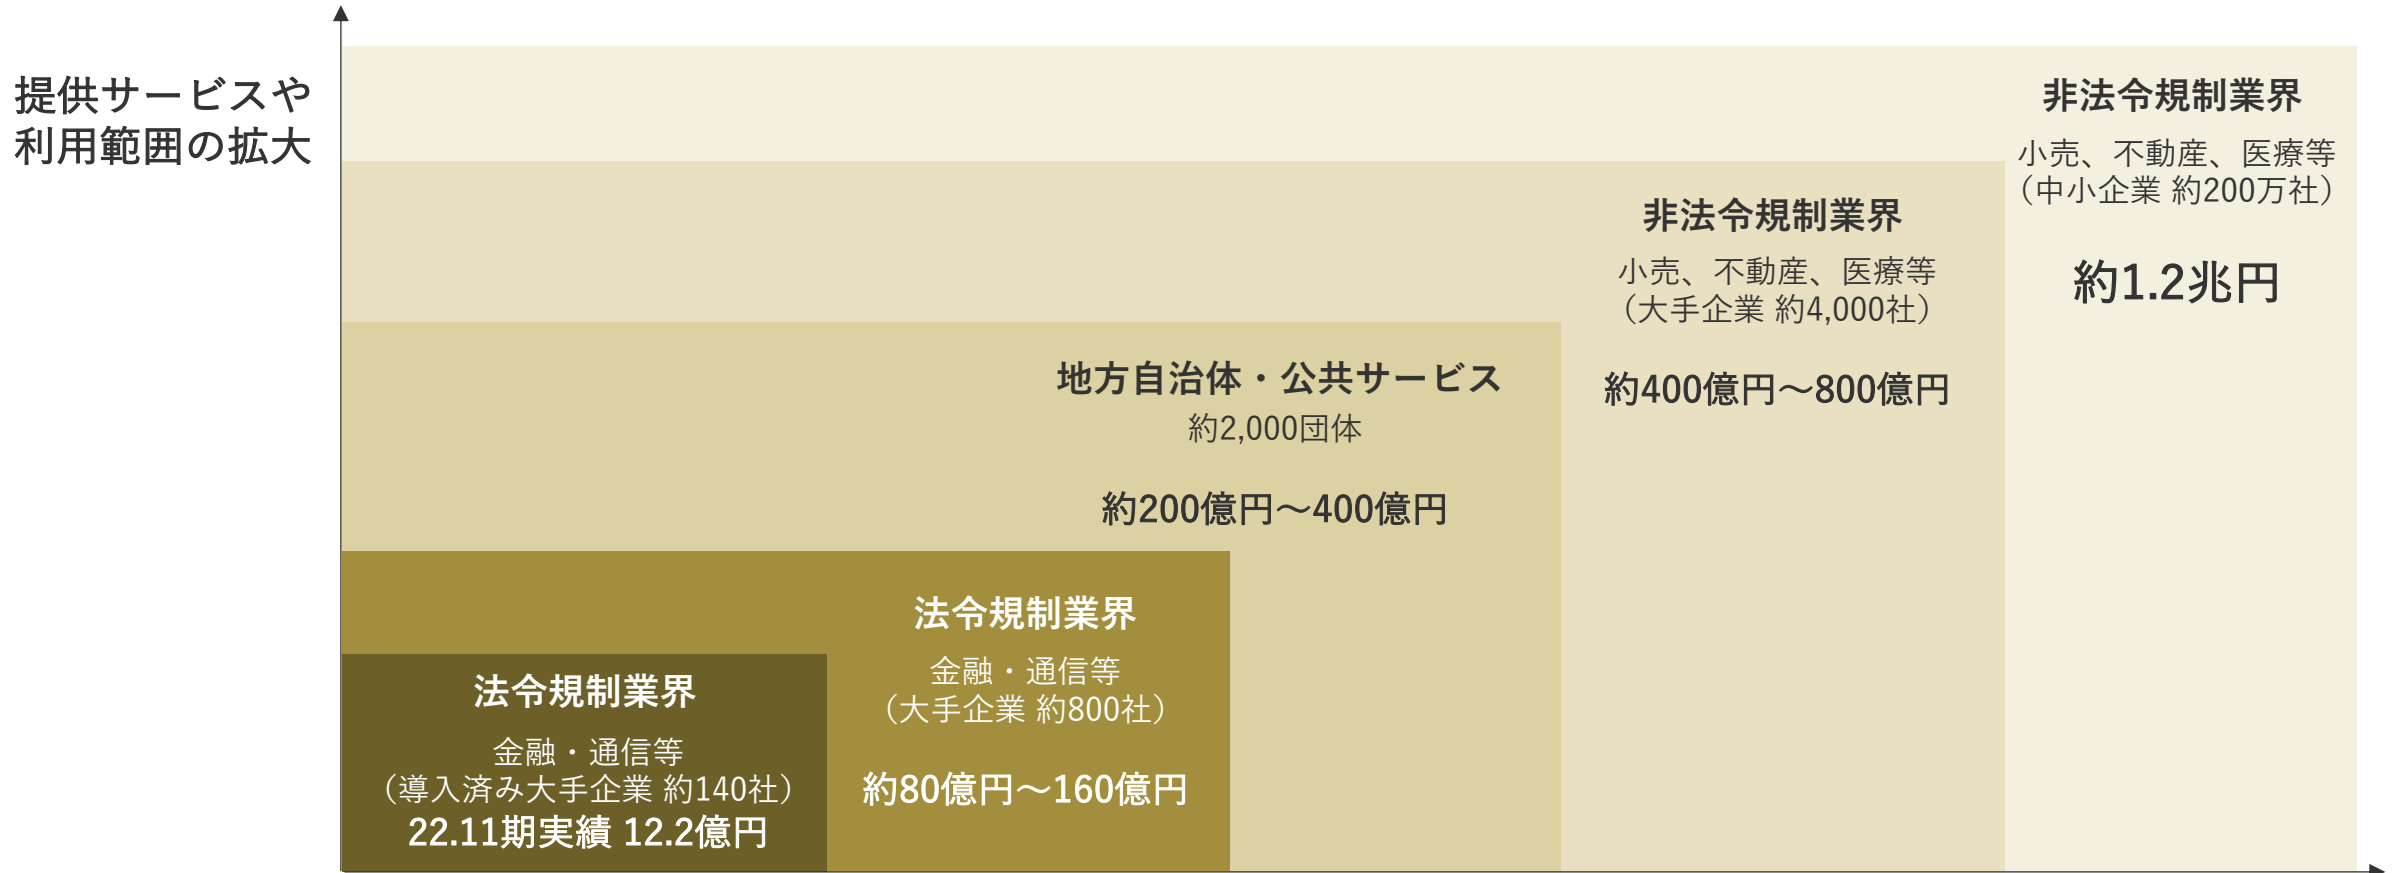 提供サービスや
利用範囲の拡大
非法令規制業界
小売、不動産、医療等
（中小企業 約200万社）
約1.2兆円
非法令規制業界
小売、不動産、医療等
（大手企業 約4,000社）
約400億円～800億円
地方自治体・公共サービス
約2,000団体
約200億円～400億円
法令規制業界
金融・通信等
（大手企業 約800社）
約80億円～160億円
法令規制業界
金融・通信等
（導入済み大手企業 約140社）
22.11期実績 12.2億円